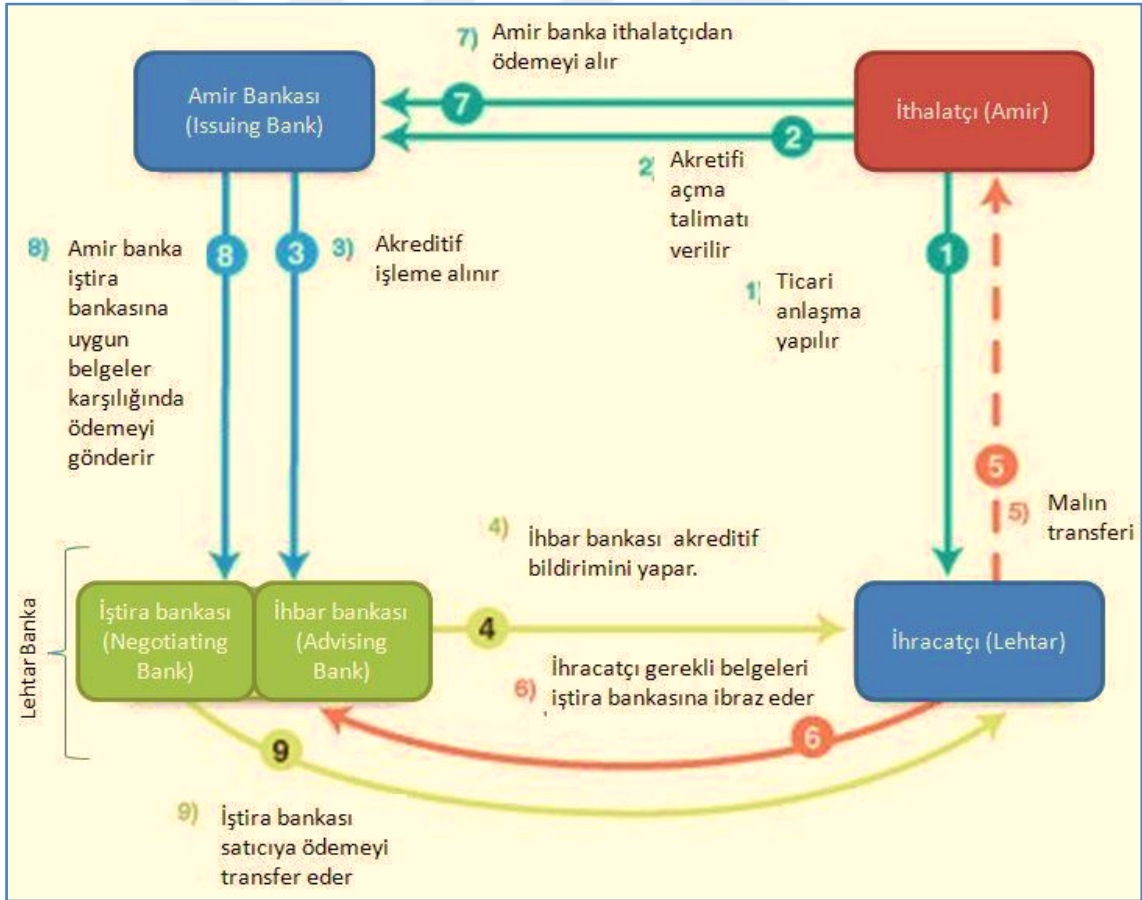 7) Amir banka ithalatçıdan
ödemeyi alır
Amir Bankası
(Issuing Bank)
7
İthalatçı (Amir)
2
2) Akretifi
açma
talimatı
verilir
8) Amir banka
iştira
bankasına
uygun
belgeler
karşılığında
ödemeyi
gönderir
8
3
3) Akreditif
işleme alınır
1
1) Ticari
anlaşma
yapılır
5
5) Malın
transferi
4) İhbar bankası akreditif
bildirimini yapar.
Lehtar Banka
İştira bankası
(Negotiating
Bank)
İhbar bankası
(Advising
Bank)
4
İhracatçı (Lehtar)
6) İhracatçı gerekli belgeleri
iştira bankasına ibraz eder
6
9
9) İştira bankası
satıcıya ödemeyi
transfer eder